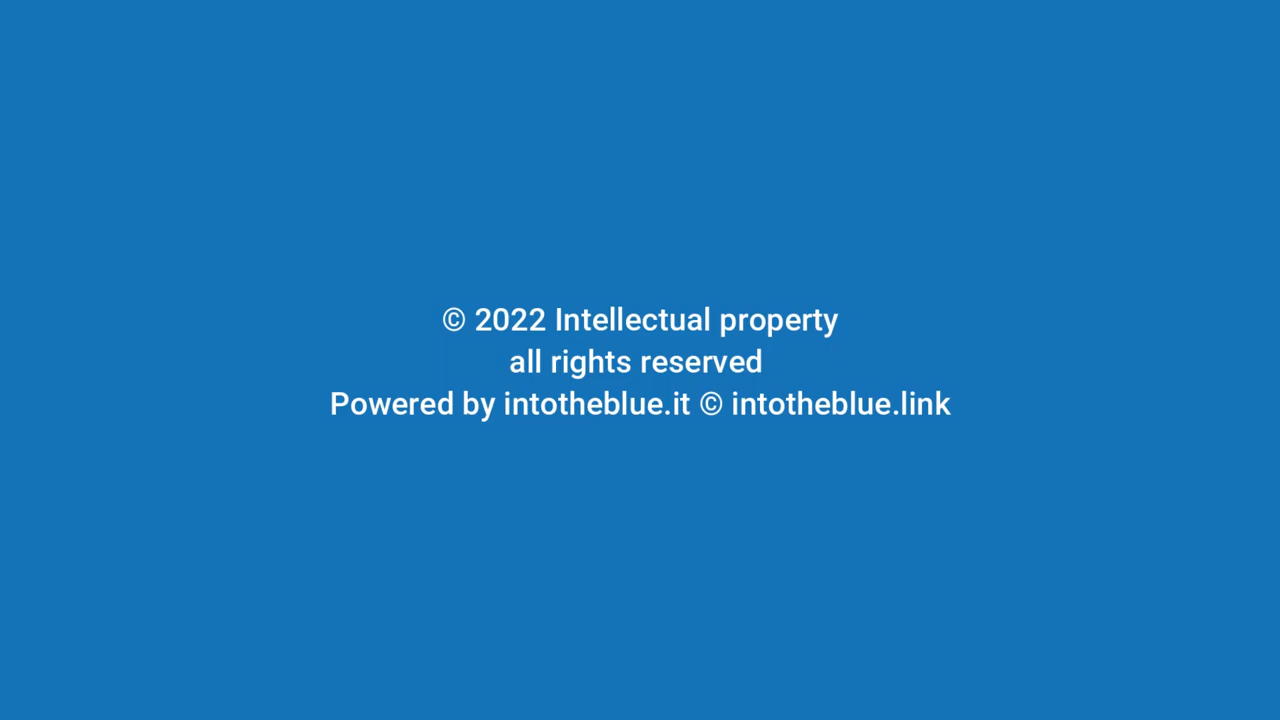 © 2022 Intellectual property
all rights reserved
Powered by intotheblue.it © intotheblue.link